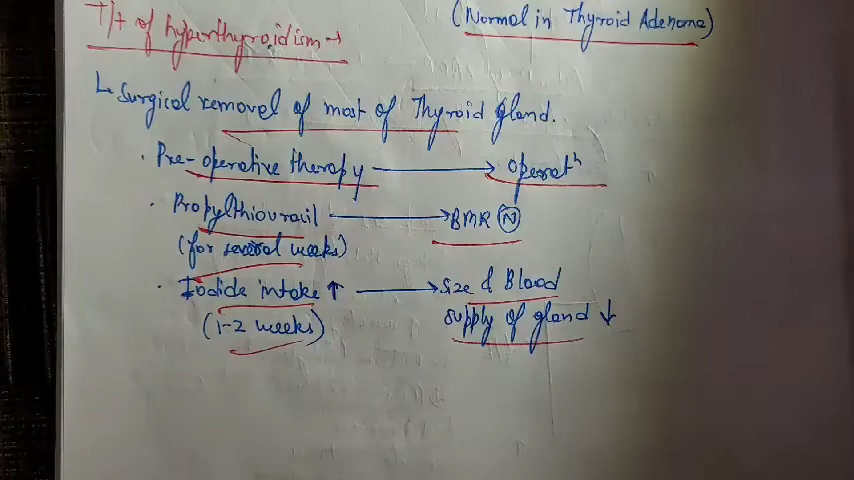 (Normal in Thyroid Adenoma)
T/t of hyperthyroidism →
↳ Surgical removal of most of Thyroid gland.
· Pre-operative therapy → Operatⁿ
· Propylthiouracil → BMR (N)
(for several weeks)
· Iodide intake ↑ → Size & Blood
(1-2 weeks) supply of gland ↓